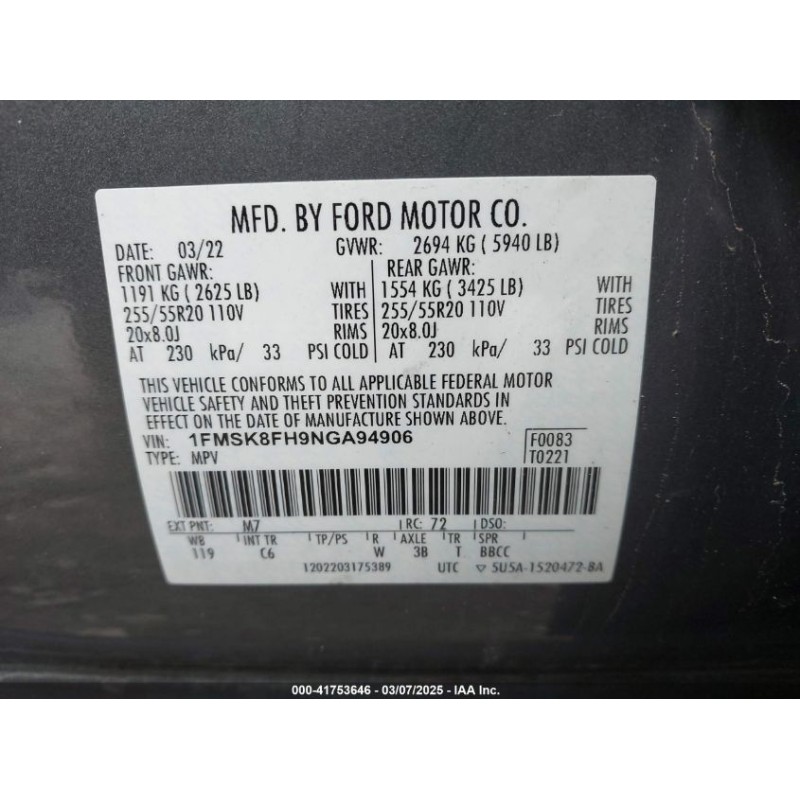 MFD. BY FORD MOTOR CO.
DATE: 03/22 GVWR: 2694 KG ( 5940 LB)
FRONT GAWR: REAR GAWR:
1191 KG ( 2625 LB) WITH 1554 KG ( 3425 LB) WITH
255/55R20 110V TIRES 255/55R20 110V TIRES
20x8.0J RIMS 20x8.0J RIMS
AT 230 kPa/ 33 PSI COLD AT 230 kPa/ 33 PSI COLD
THIS VEHICLE CONFORMS TO ALL APPLICABLE FEDERAL MOTOR
VEHICLE SAFETY AND THEFT PREVENTION STANDARDS IN
EFFECT ON THE DATE OF MANUFACTURE SHOWN ABOVE.
VIN: 1FMSK8FH9NGA94906 F0083
TYPE: MPV T0221
EXT PNT: M7 RC: 72 DSO:
WB INT TR TP/PS R AXLE TR SPR
119 C6 W 3B T BBCC
1202203175389 UTC ▽ 5U5A-1520472-BA
000-41753646 - 03/07/2025 - IAA Inc.